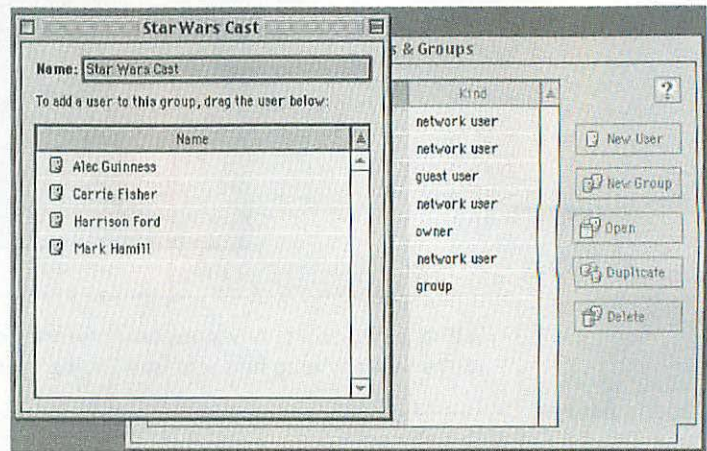 Star Wars Cast
Name: Star Wars Cast
To add a user to this group, drag the user below:
Name
Alec Guinness
Carrie Fisher
Harrison Ford
Mark Hamill
s & Groups
Kind
network user
network user
guest user
network user
owner
network user
group
?
New User
New Group
Open
Duplicate
Delete